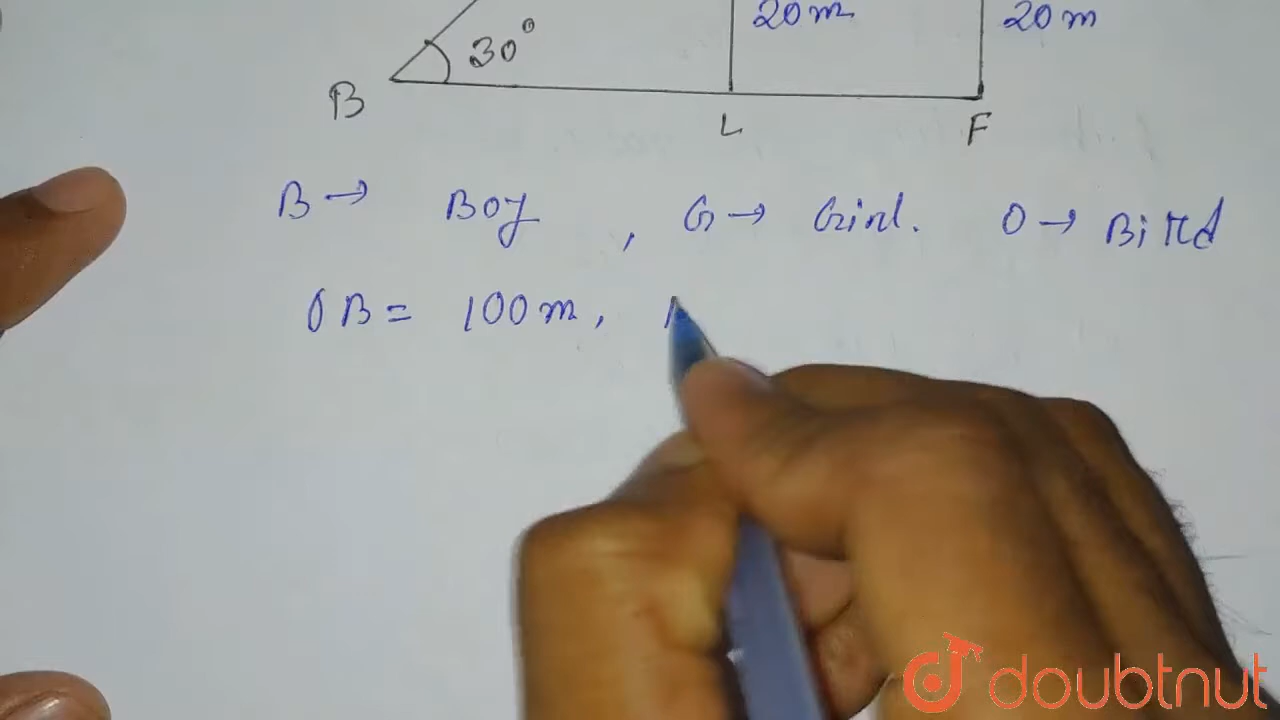 20m 20m
30°
B
L F
B → Boy , G → Girl. O → Bird
OB = 100m,
doubtnut